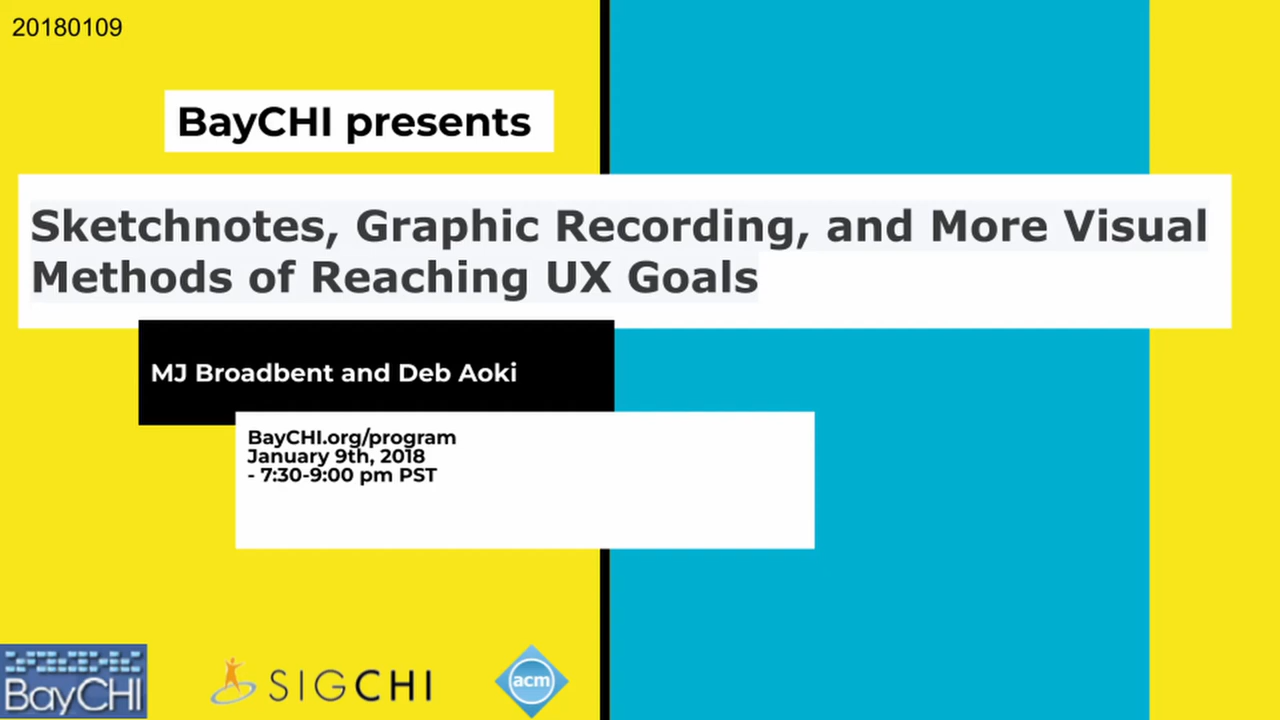 20180109
BayCHI presents
Sketchnotes, Graphic Recording, and More Visual
Methods of Reaching UX Goals
MJ Broadbent and Deb Aoki
BayCHI.org/program
January 9th, 2018
- 7:30-9:00 pm PST
BayCHI
SIGCHI
acm